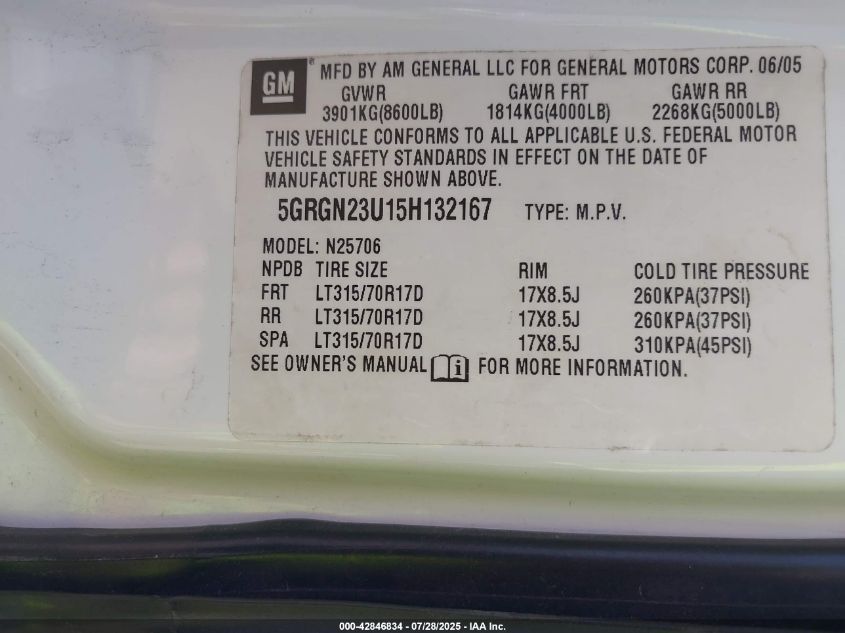 GM ® MFD BY AM GENERAL LLC FOR GENERAL MOTORS CORP. 06/05
GVWR GAWR FRT GAWR RR
3901KG(8600LB) 1814KG(4000LB) 2268KG(5000LB)
THIS VEHICLE CONFORMS TO ALL APPLICABLE U.S. FEDERAL MOTOR
VEHICLE SAFETY STANDARDS IN EFFECT ON THE DATE OF
MANUFACTURE SHOWN ABOVE.
5GRGN23U15H132167 TYPE: M.P.V.
MODEL: N25706
NPDB TIRE SIZE RIM COLD TIRE PRESSURE
FRT LT315/70R17D 17X8.5J 260KPA(37PSI)
RR LT315/70R17D 17X8.5J 260KPA(37PSI)
SPA LT315/70R17D 17X8.5J 310KPA(45PSI)
SEE OWNER'S MANUAL i FOR MORE INFORMATION.
000-42846834 - 07/28/2025 - IAA Inc.